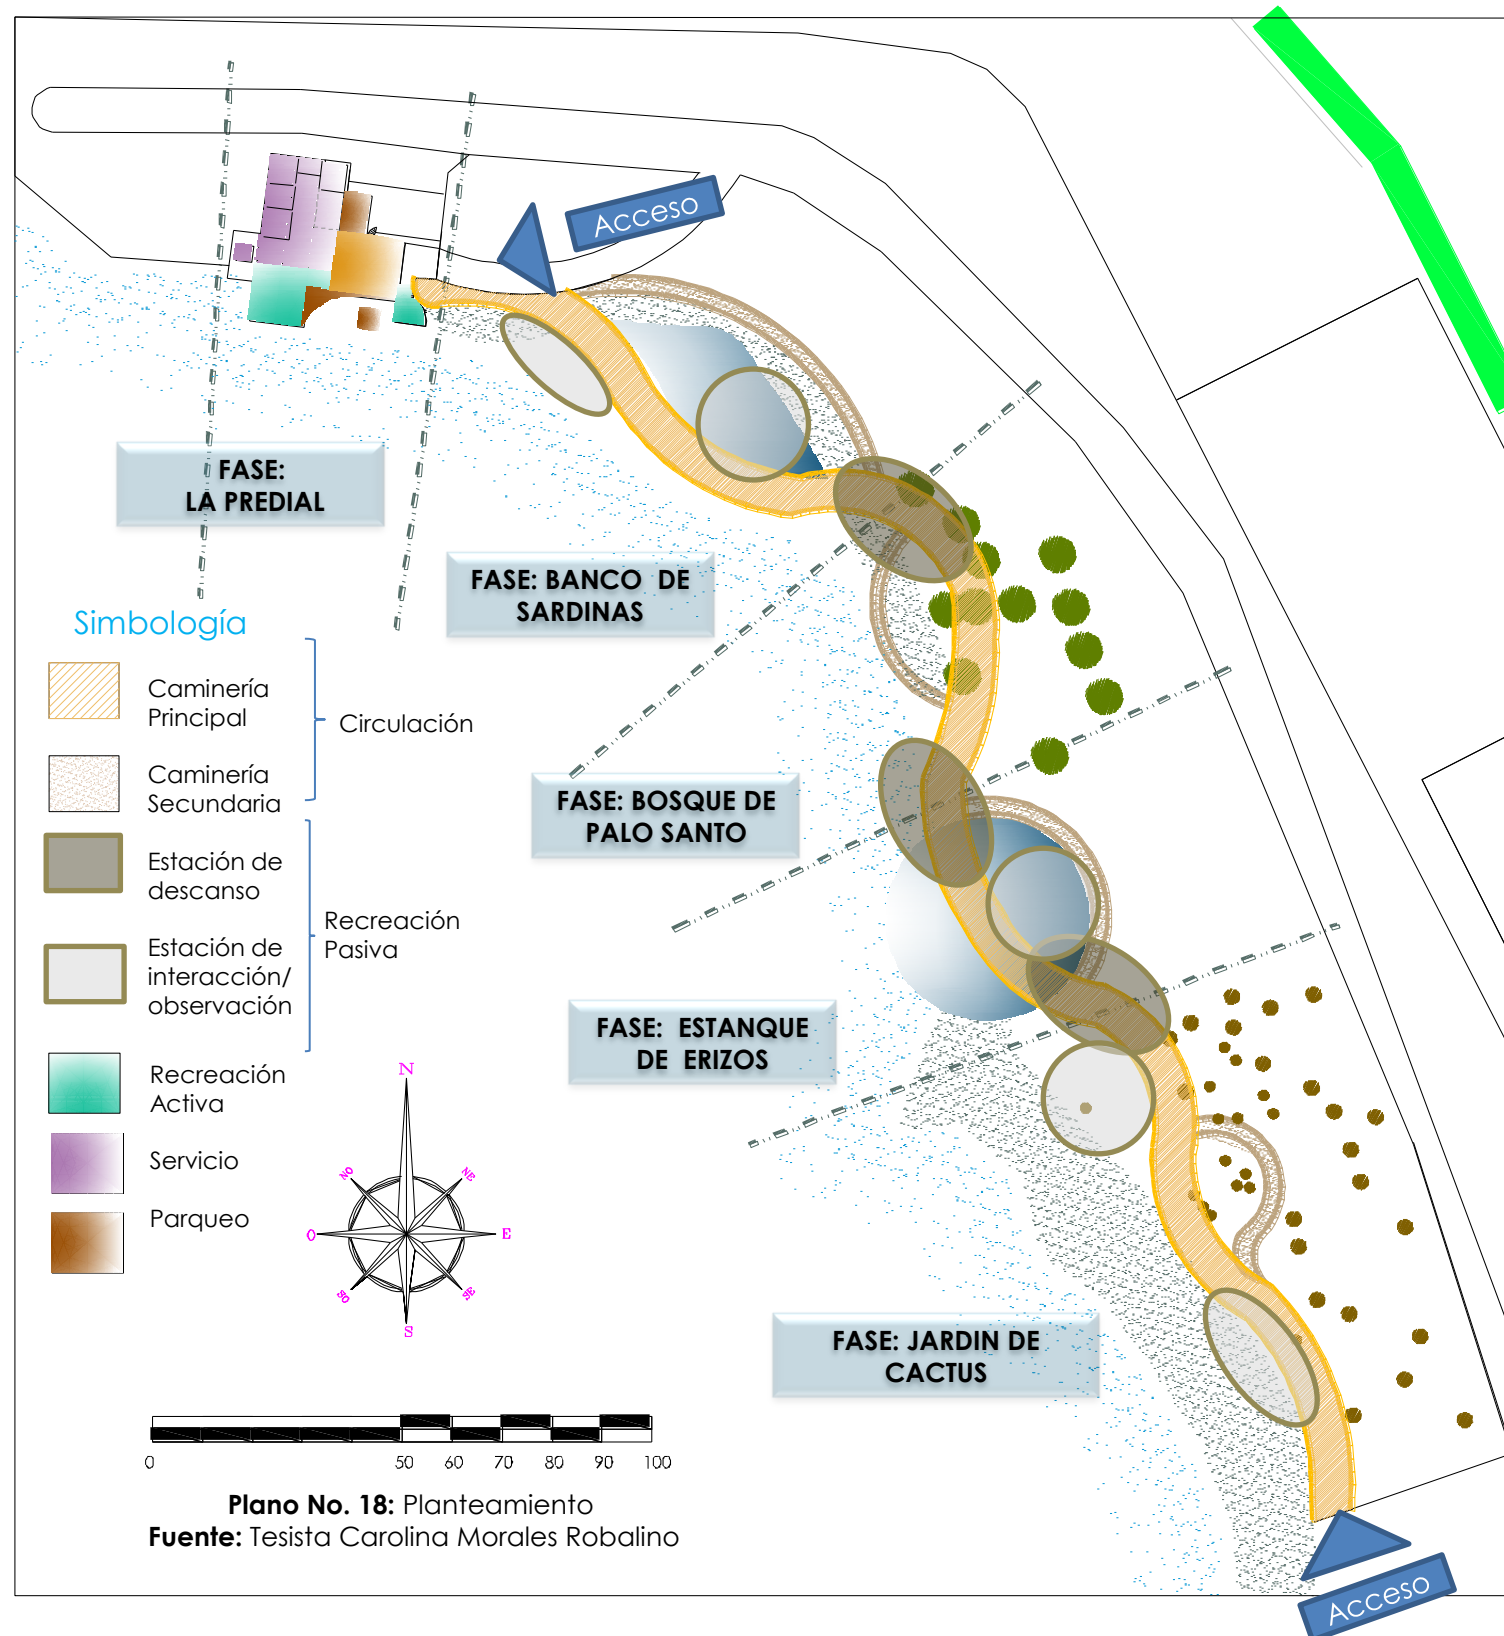 Acceso
FASE:
LA PREDIAL
FASE: BANCO DE
SARDINAS
Simbología
Caminería
Principal
Circulación
Caminería
Secundaria
FASE: BOSQUE DE
PALO SANTO
Estación de
descanso
Recreación
Pasiva
Estación de
interacción/
observación
FASE: ESTANQUE
DE ERIZOS
Recreación
Activa
Servicio
Parqueo
N
NO
NE
O
E
SO
SE
S
FASE: JARDIN DE
CACTUS
0 50 60 70 80 90 100
Plano No. 18: Planteamiento
Fuente: Tesista Carolina Morales Robalino
Acceso